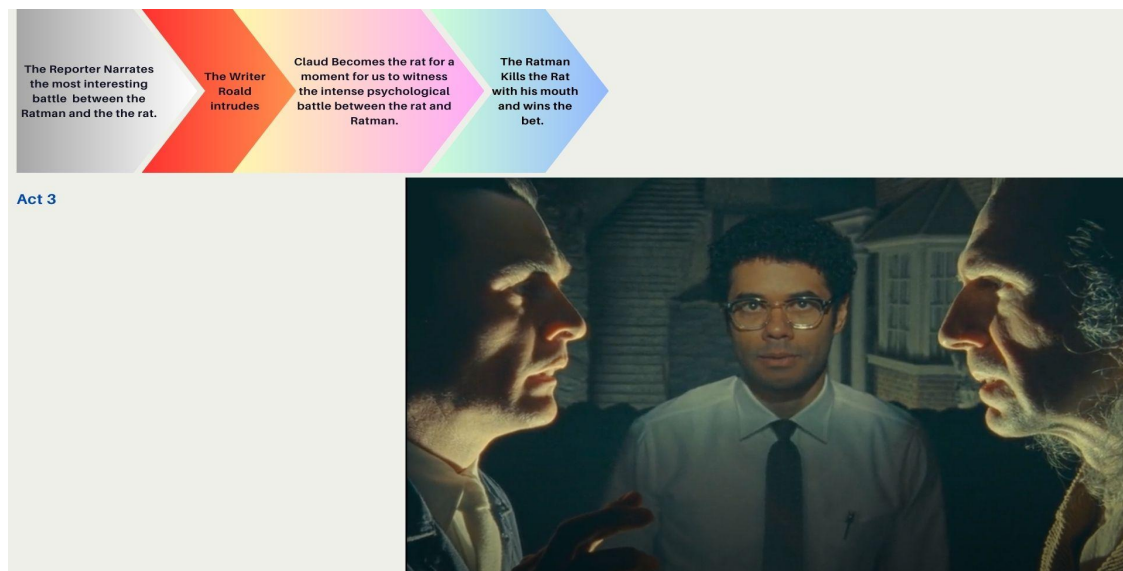 The Reporter Narrates
the most interesting
battle between the
Ratman and the the rat.
The Writer
Roald
intrudes
Claud Becomes the rat for a
moment for us to witness
the intense psychological
battle between the rat and
Ratman.
The Ratman
Kills the Rat
with his mouth
and wins the
bet.
Act 3